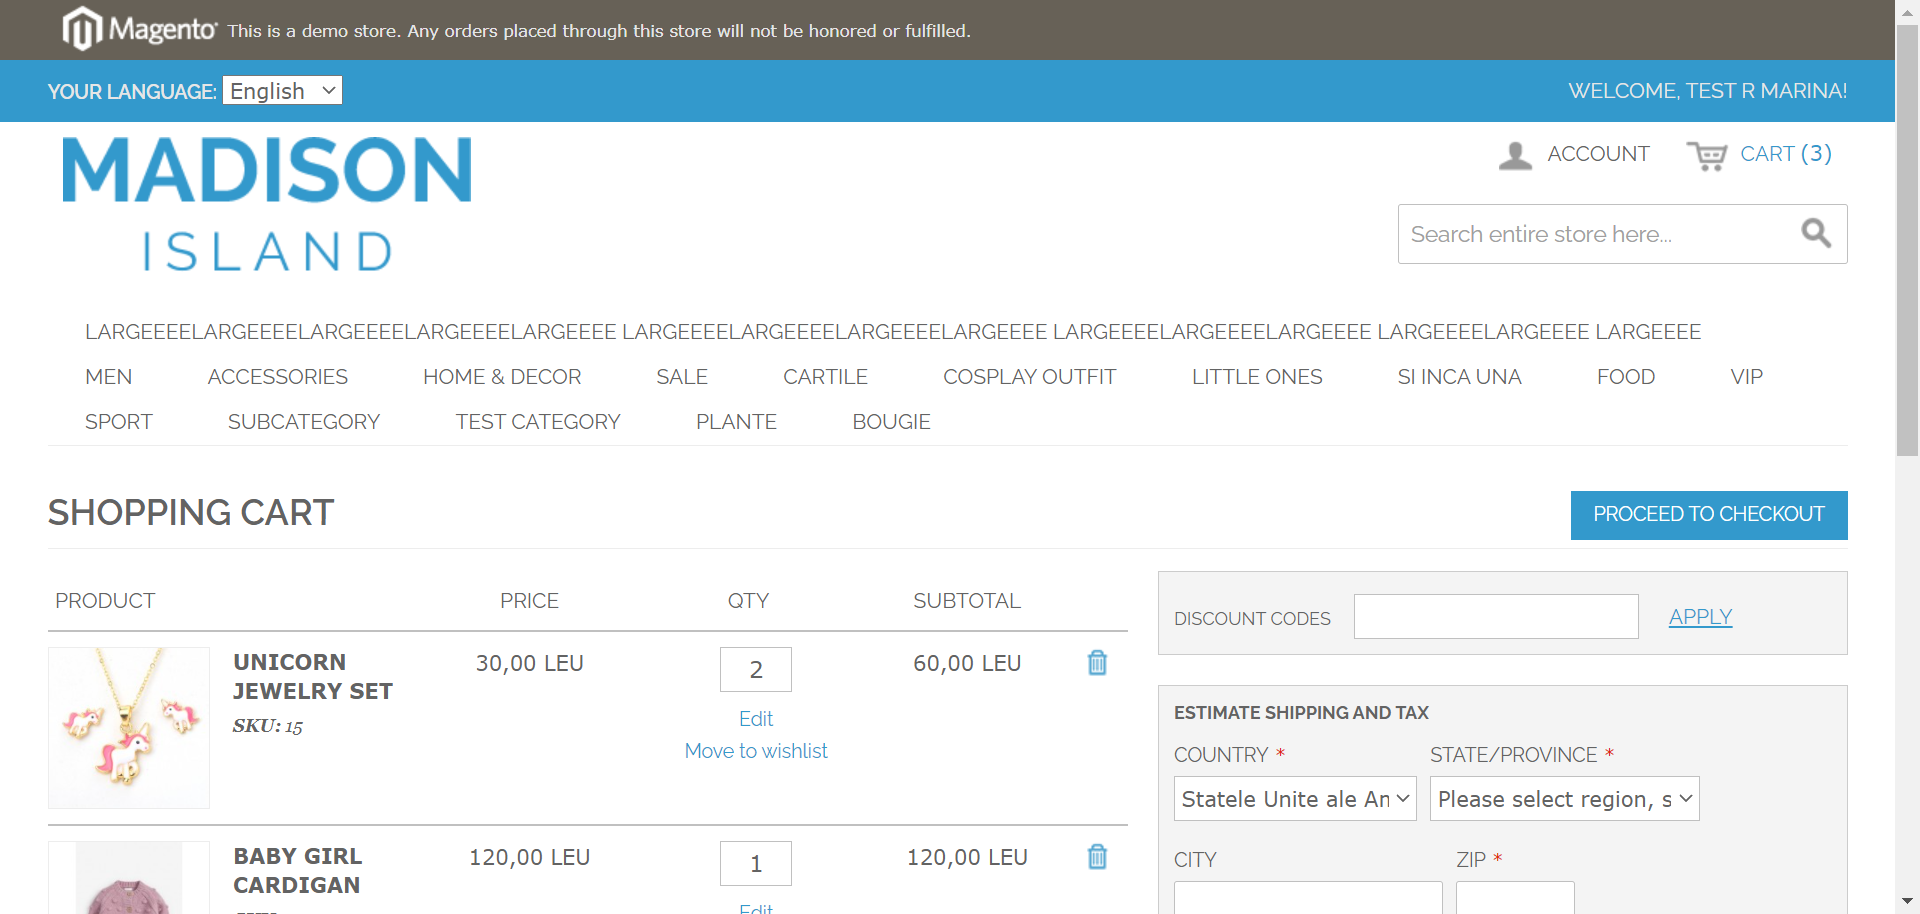 Magento This is a demo store. Any orders placed through this store will not be honored or fulfilled.
YOUR LANGUAGE: English WELCOME, TEST R MARINA!
MADISON
ISLAND
ACCOUNT CART (3)
Search entire store here...
LARGEEEELARGEEEELARGEEEELARGEEEELARGEEEE LARGEEEELARGEEEELARGEEEELARGEEEE LARGEEEELARGEEEELARGEEEE LARGEEEELARGEEEE LARGEEEE
MEN ACCESSORIES HOME & DECOR SALE CARTILE COSPLAY OUTFIT LITTLE ONES SI INCA UNA FOOD VIP
SPORT SUBCATEGORY TEST CATEGORY PLANTE BOUGIE
SHOPPING CART PROCEED TO CHECKOUT
PRODUCT PRICE QTY SUBTOTAL
UNICORN JEWELRY SET 30,00 LEU 2 60,00 LEU
SKU: 15
Edit
Move to wishlist
BABY GIRL CARDIGAN 120,00 LEU 1 120,00 LEU
Edit
DISCOUNT CODES APPLY
ESTIMATE SHIPPING AND TAX
COUNTRY * STATE/PROVINCE *
Statele Unite ale Am Please select region, s
CITY ZIP *